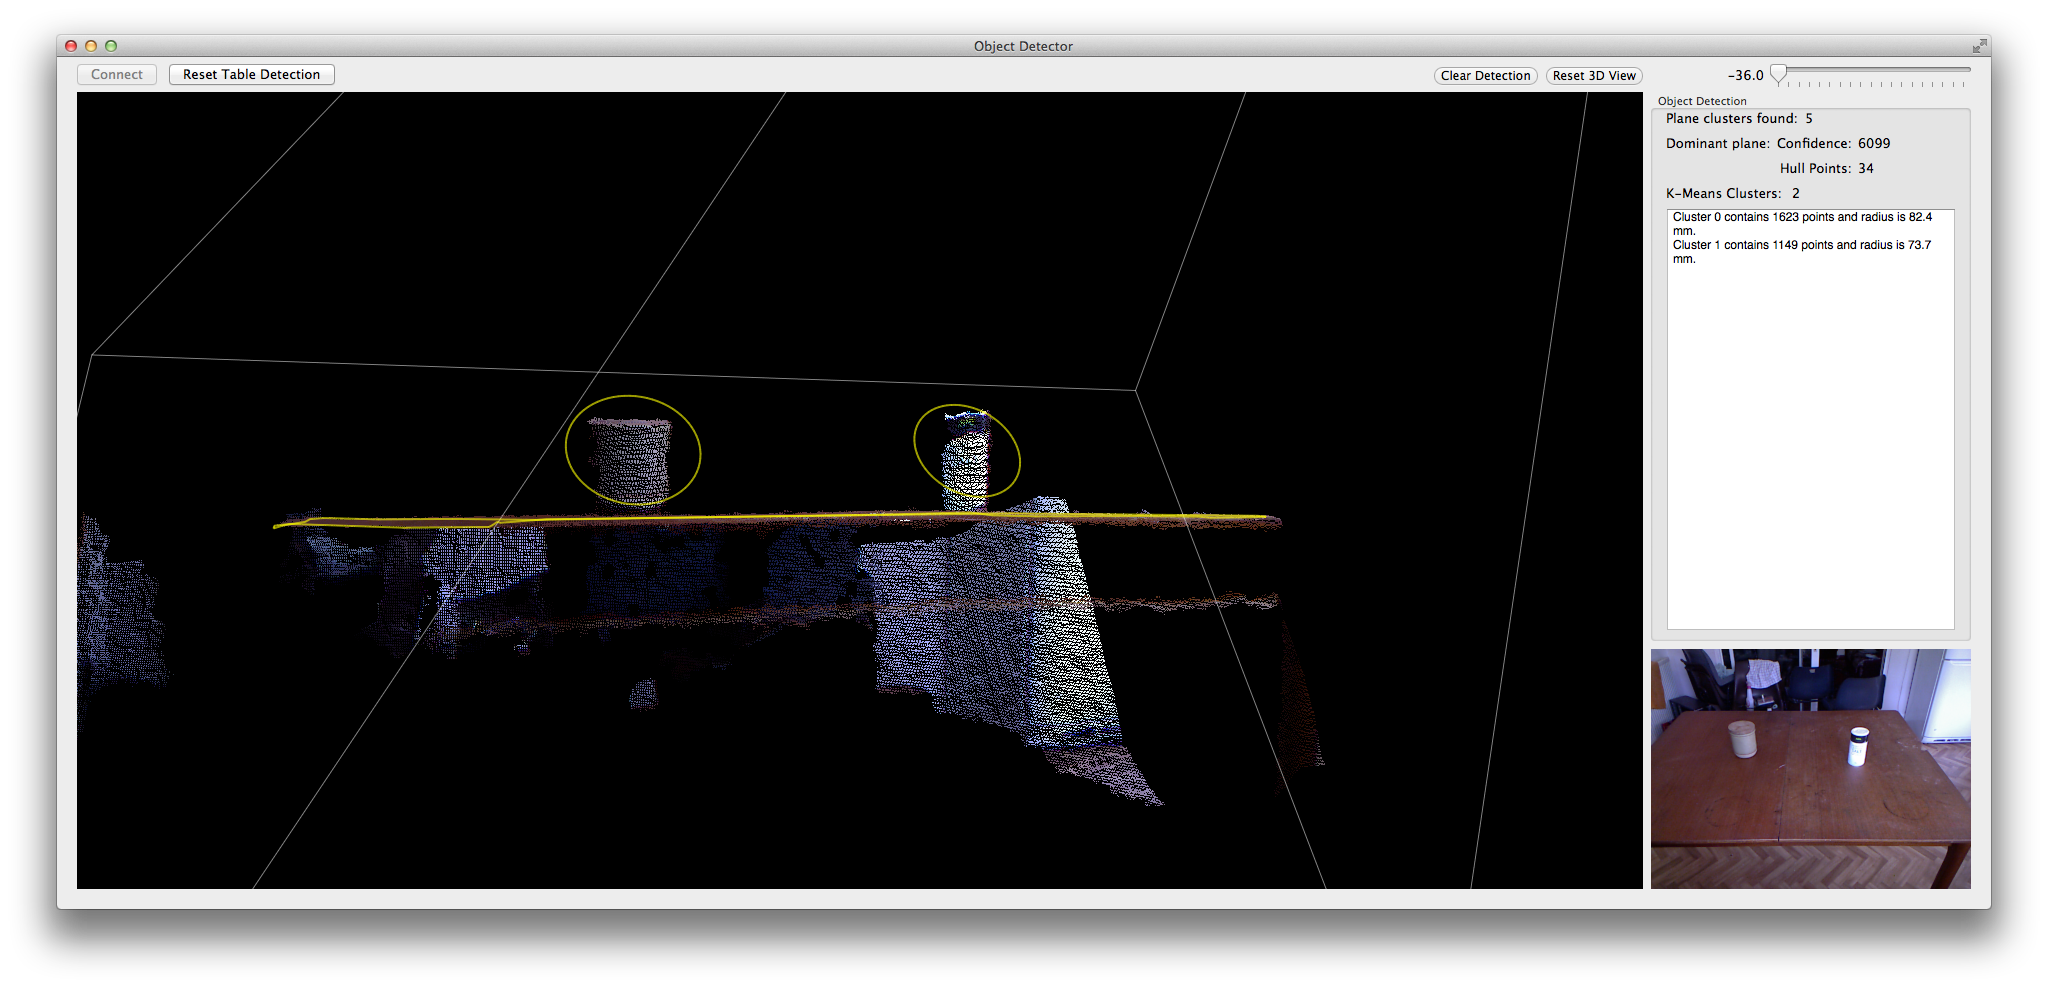 Object Detector
Connect
Reset Table Detection
Clear Detection
Reset 3D View
-36.0
Object Detection
Plane clusters found: 5
Dominant plane: Confidence: 6099
Hull Points: 34
K-Means Clusters: 2
Cluster 0 contains 1623 points and radius is 82.4
mm.
Cluster 1 contains 1149 points and radius is 73.7
mm.